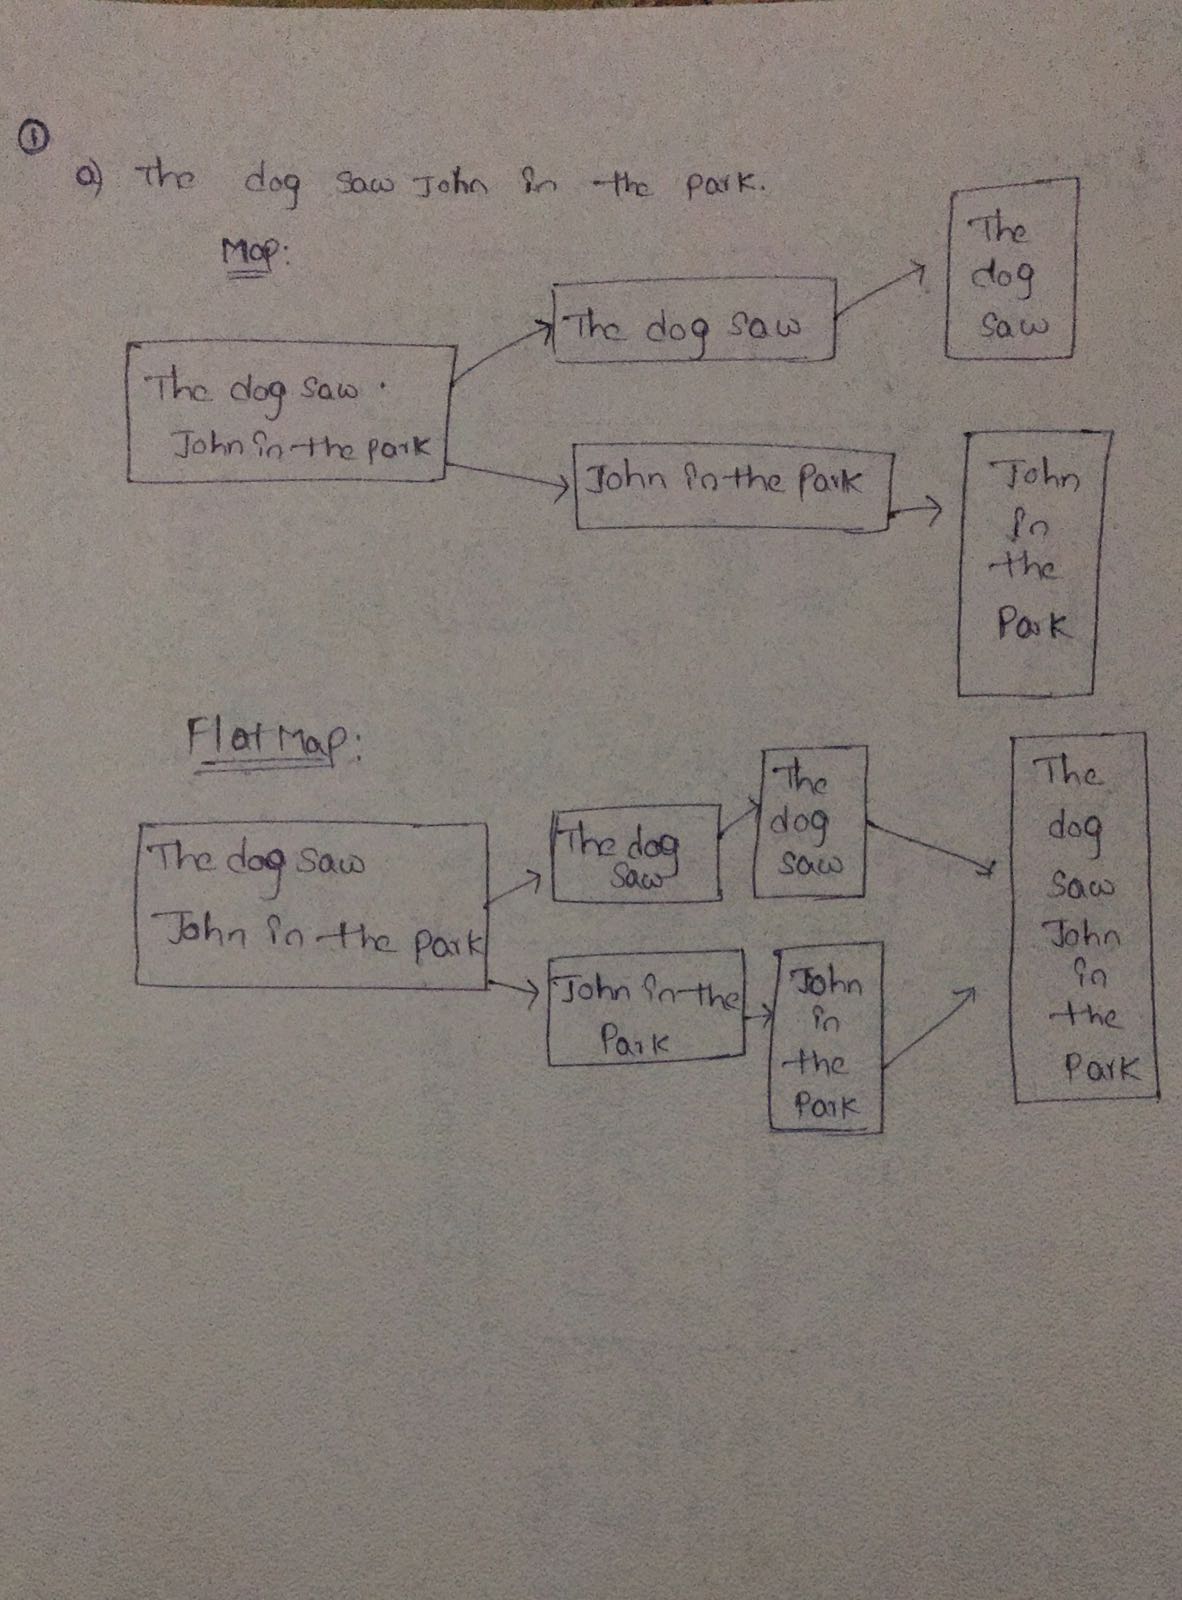 ①
a) The dog saw John in the park.
Map:
The dog saw .
John in the park
The dog saw
The
dog
saw
John in the Park
John
in
the
Park
FlatMap:
The dog saw
John in the park
The dog
saw
The
dog
saw
John in the
Park
John
in
the
Park
The
dog
saw
John
in
the
Park